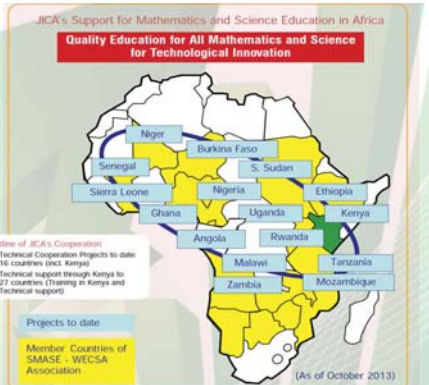 JICA's Support for Mathematics and Science Education in Africa
Quality Education for All Mathematics and Science
for Technological Innovation
Niger
Burkina Faso
Senegal
S. Sudan
Sierra Leone
Nigeria
Ethiopia
Ghana
Uganda
Kenya
Angola
Rwanda
Malawi
Tanzania
Zambia
Mozambique
of JICA's Cooperation
Technical Cooperation Projects to date:
16 countries (incl. Kenya)
Technical support through Kenya to
27 countries (Training in Kenya and
Technical support)
Projects to date
Member Countries of
SMASE - WECSA
Association
(As of October 2013)